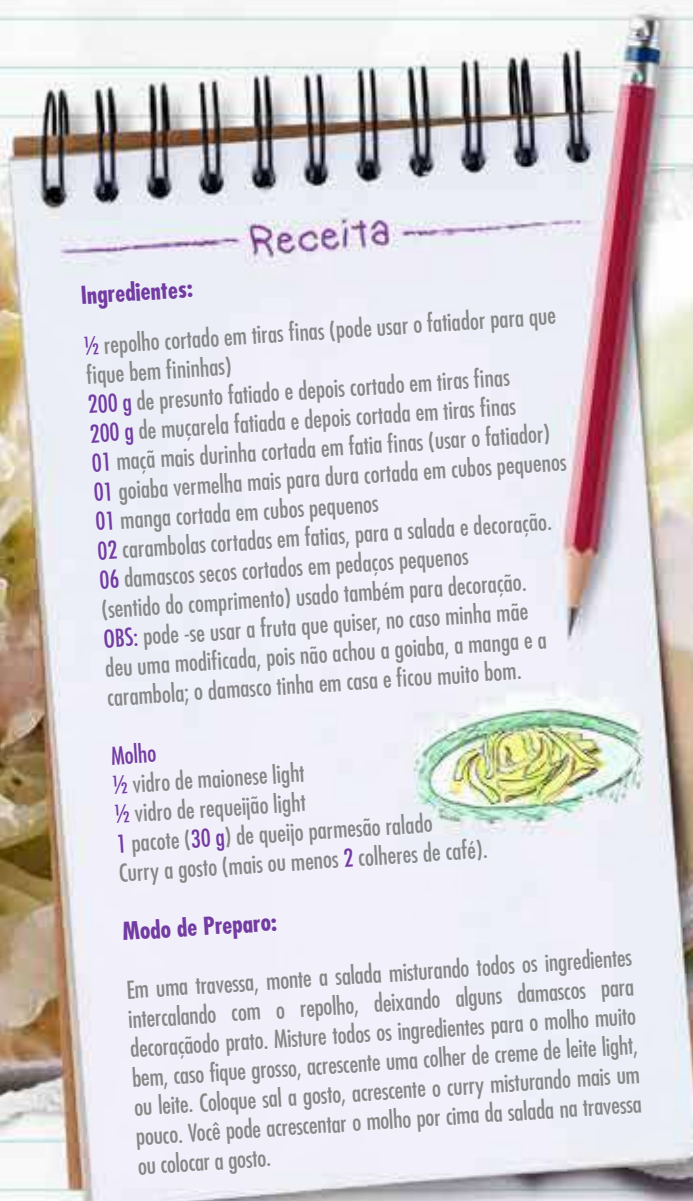 Receita
Ingredientes:
½ repolho cortado em tiras finas (pode usar o fatiador para que
fique bem fininhas)
200 g de presunto fatiado e depois cortado em tiras finas
200 g de muçarela fatiada e depois cortada em tiras finas
01 maçã mais durinha cortada em fatia finas (usar o fatiador)
01 goiaba vermelha mais para dura cortada em cubos pequenos
01 manga cortada em cubos pequenos
02 carambolas cortadas em fatias, para a salada e decoração.
06 damascos secos cortados em pedaços pequenos
(sentido do comprimento) usado também para decoração.
OBS: pode -se usar a fruta que quiser, no caso minha mãe
deu uma modificada, pois não achou a goiaba, a manga e a
carambola; o damasco tinha em casa e ficou muito bom.
Molho
½ vidro de maionese light
½ vidro de requeijão light
1 pacote (30 g) de queijo parmesão ralado
Curry a gosto (mais ou menos 2 colheres de café).
Modo de Preparo:
Em uma travessa, monte a salada misturando todos os ingredientes
intercalando com o repolho, deixando alguns damascos para
decoraçãodo prato. Misture todos os ingredientes para o molho muito
bem, caso fique grosso, acrescente uma colher de creme de leite light,
ou leite. Coloque sal a gosto, acrescente o curry misturando mais um
pouco. Você pode acrescentar o molho por cima da salada na travessa
ou colocar a gosto.